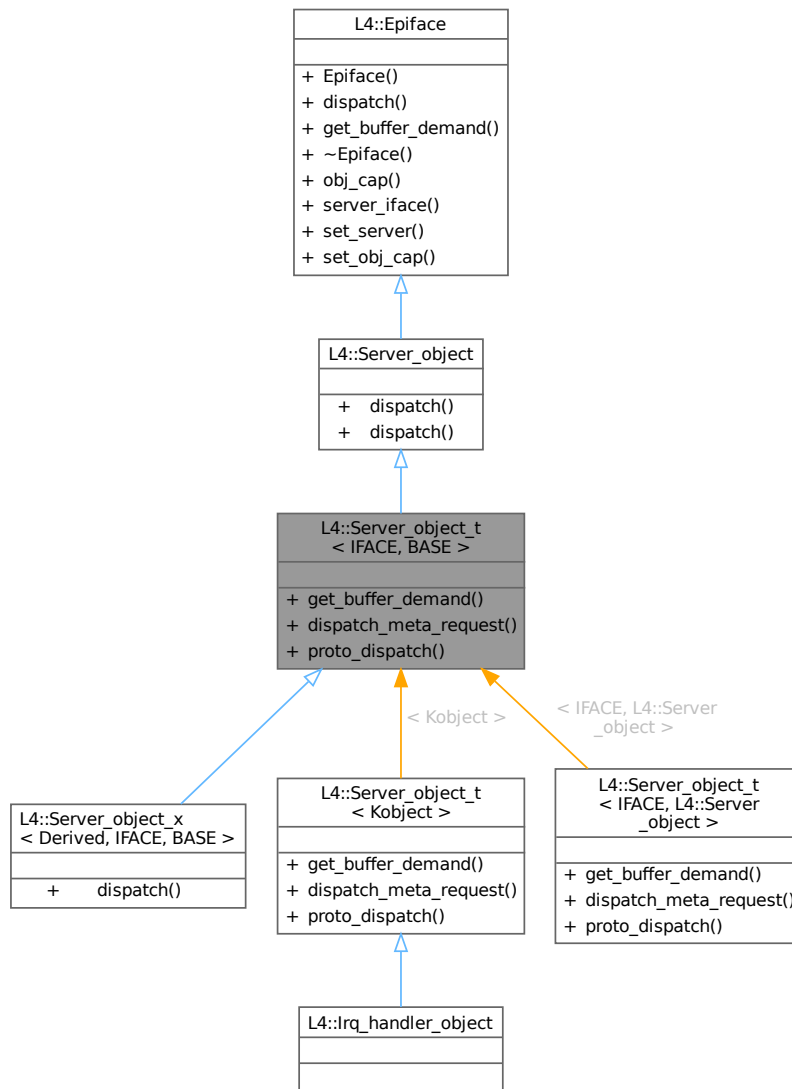 L4::Epiface
+ Epiface()
+ dispatch()
+ get_buffer_demand()
+ ~Epiface()
+ obj_cap()
+ server_iface()
+ set_server()
+ set_obj_cap()
L4::Server_object
+ dispatch()
+ dispatch()
L4::Server_object_t
< IFACE, BASE >
+ get_buffer_demand()
+ dispatch_meta_request()
+ proto_dispatch()
< Kobject >
< IFACE, L4::Server
_object >
L4::Server_object_x
< Derived, IFACE, BASE >
+ dispatch()
L4::Server_object_t
< Kobject >
+ get_buffer_demand()
+ dispatch_meta_request()
+ proto_dispatch()
L4::Server_object_t
< IFACE, L4::Server
_object >
+ get_buffer_demand()
+ dispatch_meta_request()
+ proto_dispatch()
L4::Irq_handler_object